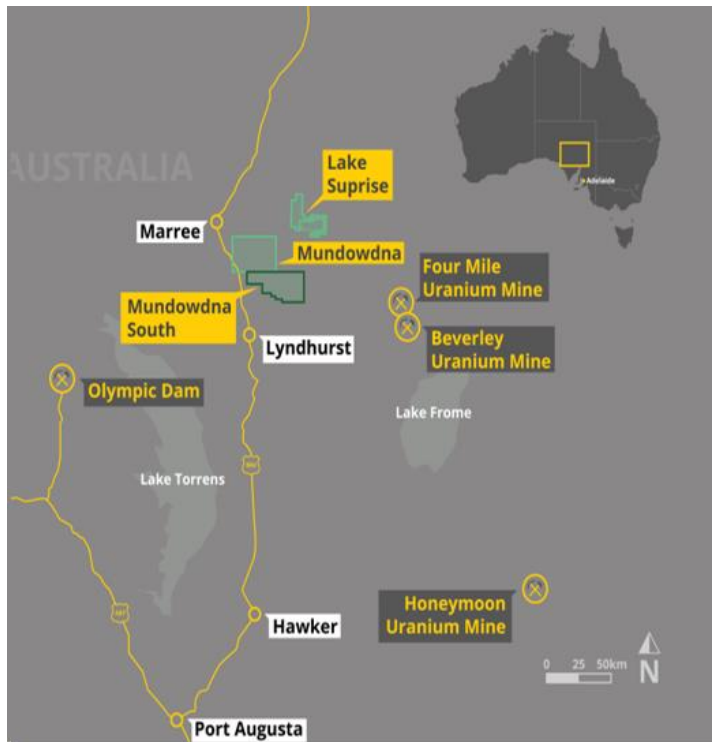 AUSTRALIA
Adelaide
Lake
Suprise
Marree
Mundowdna
Four Mile
Uranium Mine
Mundowdna
South
Lyndhurst
Beverley
Uranium Mine
Olympic Dam
Lake Frome
Lake Torrens
Honeymoon
Uranium Mine
Hawker
0 25 50km
N
Port Augusta